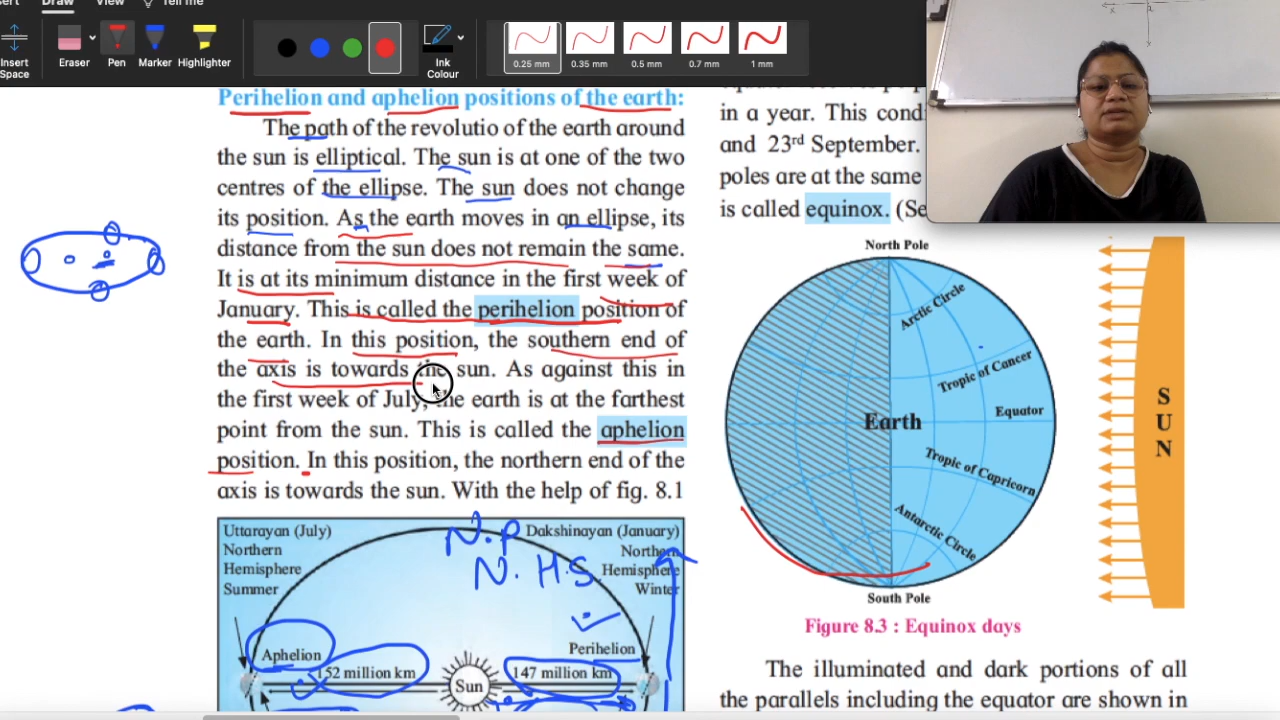 nsert
Draw
View
Tell me
Insert
Space
Eraser
Pen
Marker
Highlighter
Ink
Colour
0.25 mm
0.35 mm
0.5 mm
0.7 mm
1 mm
Perihelion and aphelion positions of the earth:
The path of the revolutio of the earth around
the sun is elliptical. The sun is at one of the two
centres of the ellipse. The sun does not change
its position. As the earth moves in an ellipse, its
distance from the sun does not remain the same.
It is at its minimum distance in the first week of
January. This is called the perihelion position of
the earth. In this position, the southern end of
the axis is towards the sun. As against this in
the first week of July, the earth is at the farthest
point from the sun. This is called the aphelion
position. In this position, the northern end of the
axis is towards the sun. With the help of fig. 8.1
Uttarayan (July)
Northern
Hemisphere
Summer
N.P
N. H.S
Dakshinayan (January)
Northern
Hemisphere
Winter
Aphelion
152 million km
Sun
Perihelion
147 million km
in a year. This cond
and 23rd September.
poles are at the same
is called equinox. (Se
North Pole
Arctic Circle
Tropic of Cancer
Equator
Earth
Tropic of Capricorn
Antarctic Circle
South Pole
SUN
Figure 8.3 : Equinox days
The illuminated and dark portions of all
the parallels including the equator are shown in